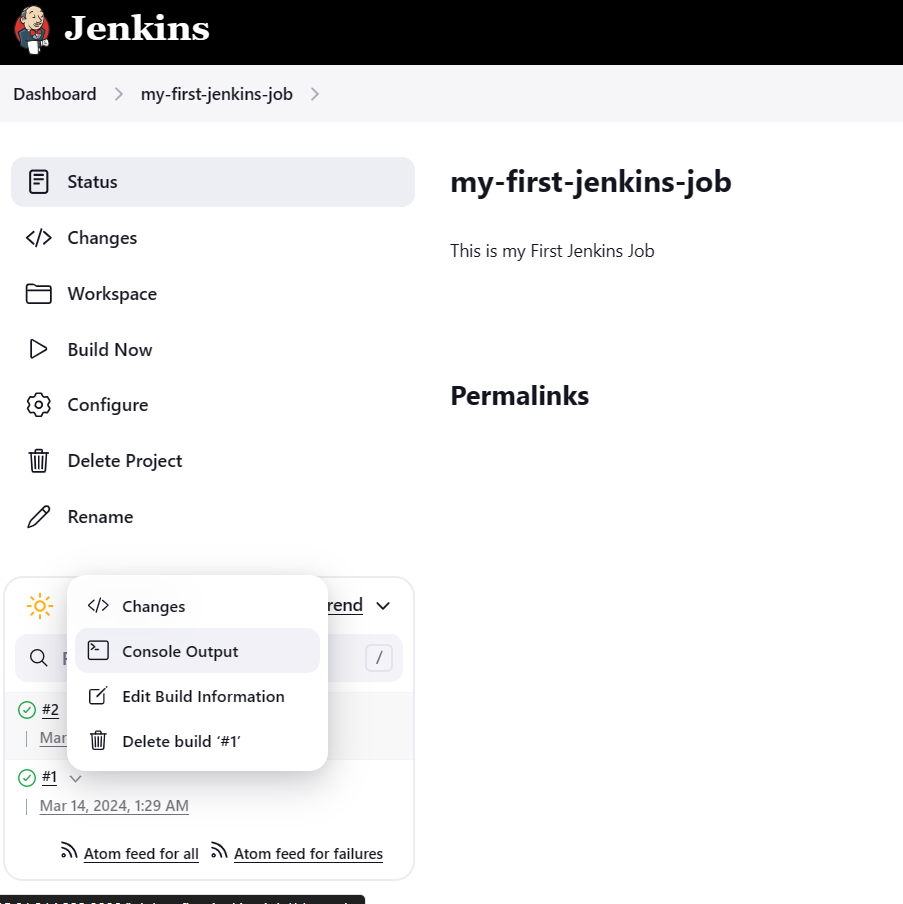 Jenkins
Dashboard my-first-jenkins-job
Status
Changes
Workspace
Build Now
Configure
Delete Project
Rename
my-first-jenkins-job
This is my First Jenkins Job
Permalinks
rend
/
Changes
Console Output
Edit Build Information
Delete build ‘#1’
#2
Mar
#1
Mar 14, 2024, 1:29 AM
Atom feed for all Atom feed for failures